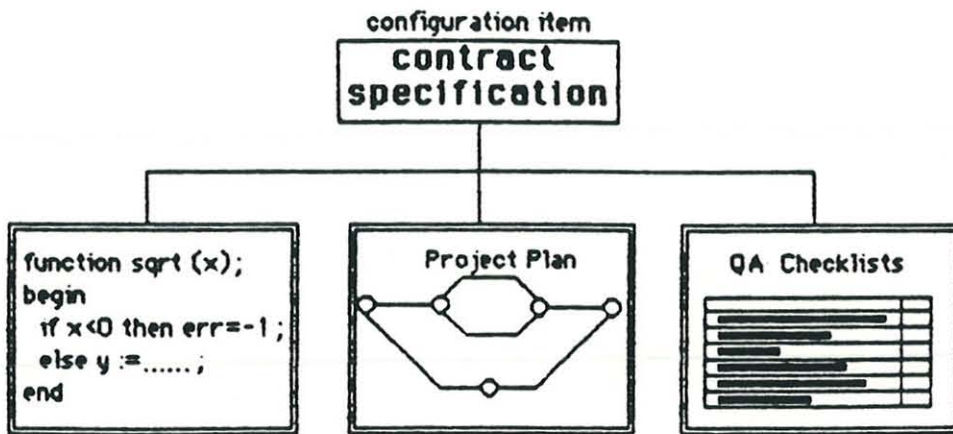 configuration item
contract
specification
function sqrt (x);
begin
if x<0 then err=-1;
else y :=......;
end
Project Plan
QA Checklists